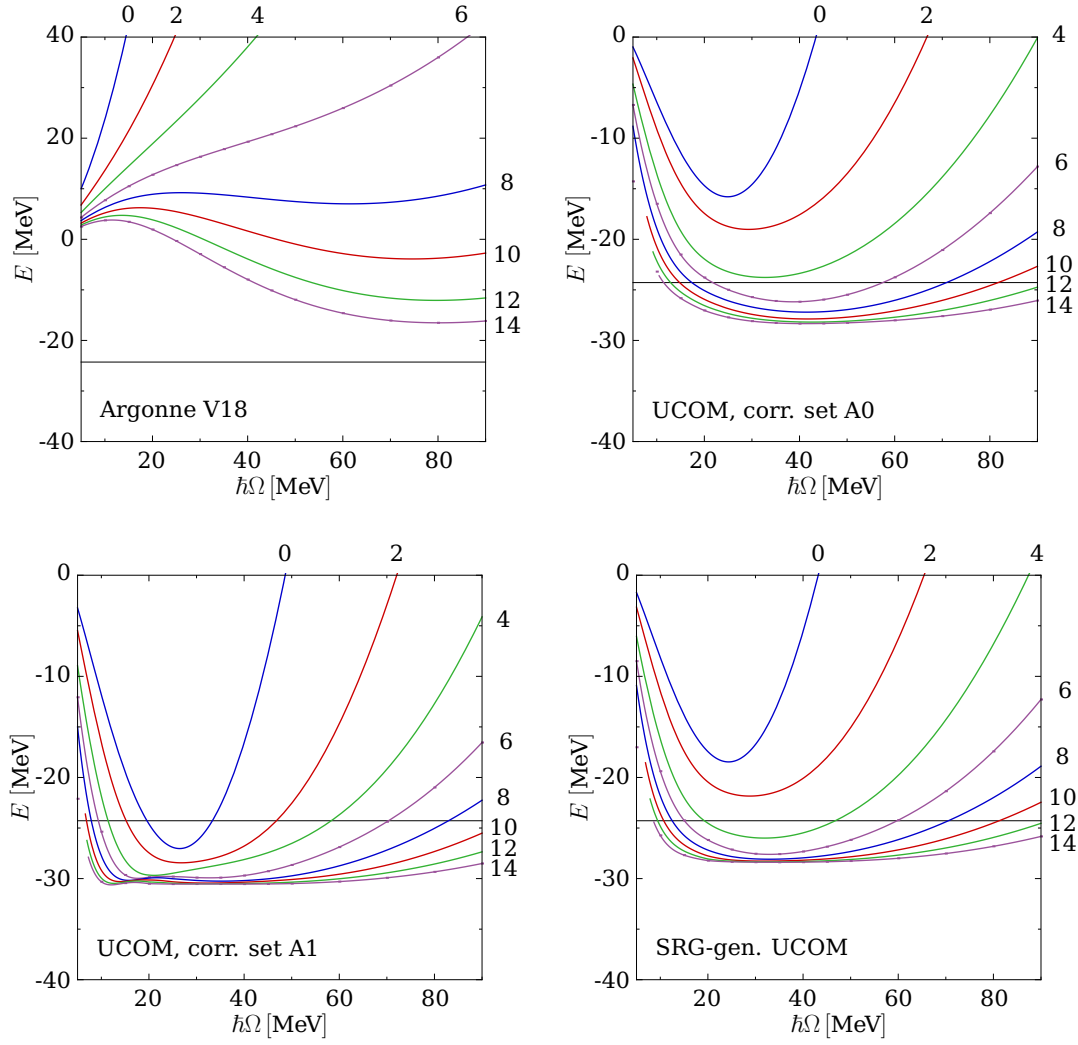 0 2 4 6
40
20
0
-20
-40
E [MeV]
8
10
12
14
Argonne V18
20 40 60 80
ħΩ [MeV]
0 2 4
0
-10
-20
-30
-40
E [MeV]
6
8
10
12
14
UCOM, corr. set A0
20 40 60 80
ħΩ [MeV]
0 2
0
-10
-20
-30
-40
E [MeV]
4
6
8
10
12
14
UCOM, corr. set A1
20 40 60 80
ħΩ [MeV]
0 2 4
0
-10
-20
-30
-40
E [MeV]
6
8
10
12
14
SRG-gen. UCOM
20 40 60 80
ħΩ [MeV]